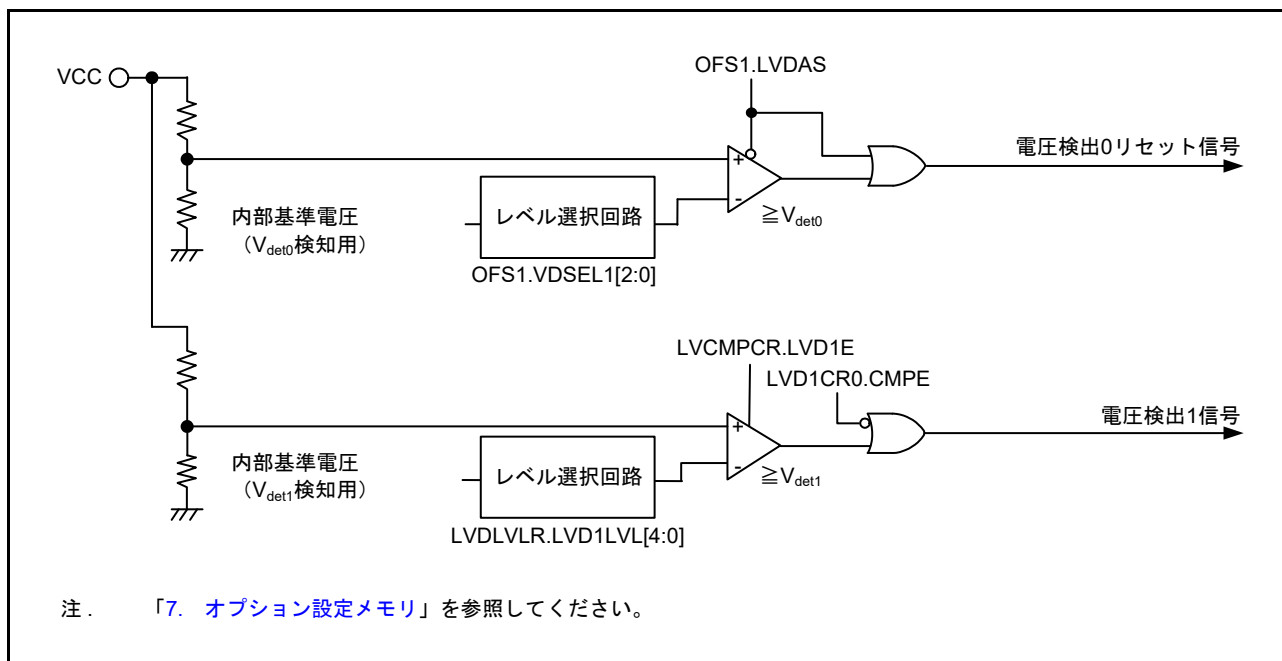 VCC
OFS1.LVDAS
電圧検出0リセット信号
+
-
≧Vdet0
レベル選択回路
内部基準電圧
（Vdet0検知用）
OFS1.VDSEL1[2:0]
LVCMPCR.LVD1E
LVD1CR0.CMPE
電圧検出1信号
+
-
≧Vdet1
レベル選択回路
内部基準電圧
（Vdet1検知用）
LVDLVLR.LVD1LVL[4:0]
注 . 「7. オプション設定メモリ」を参照してください。